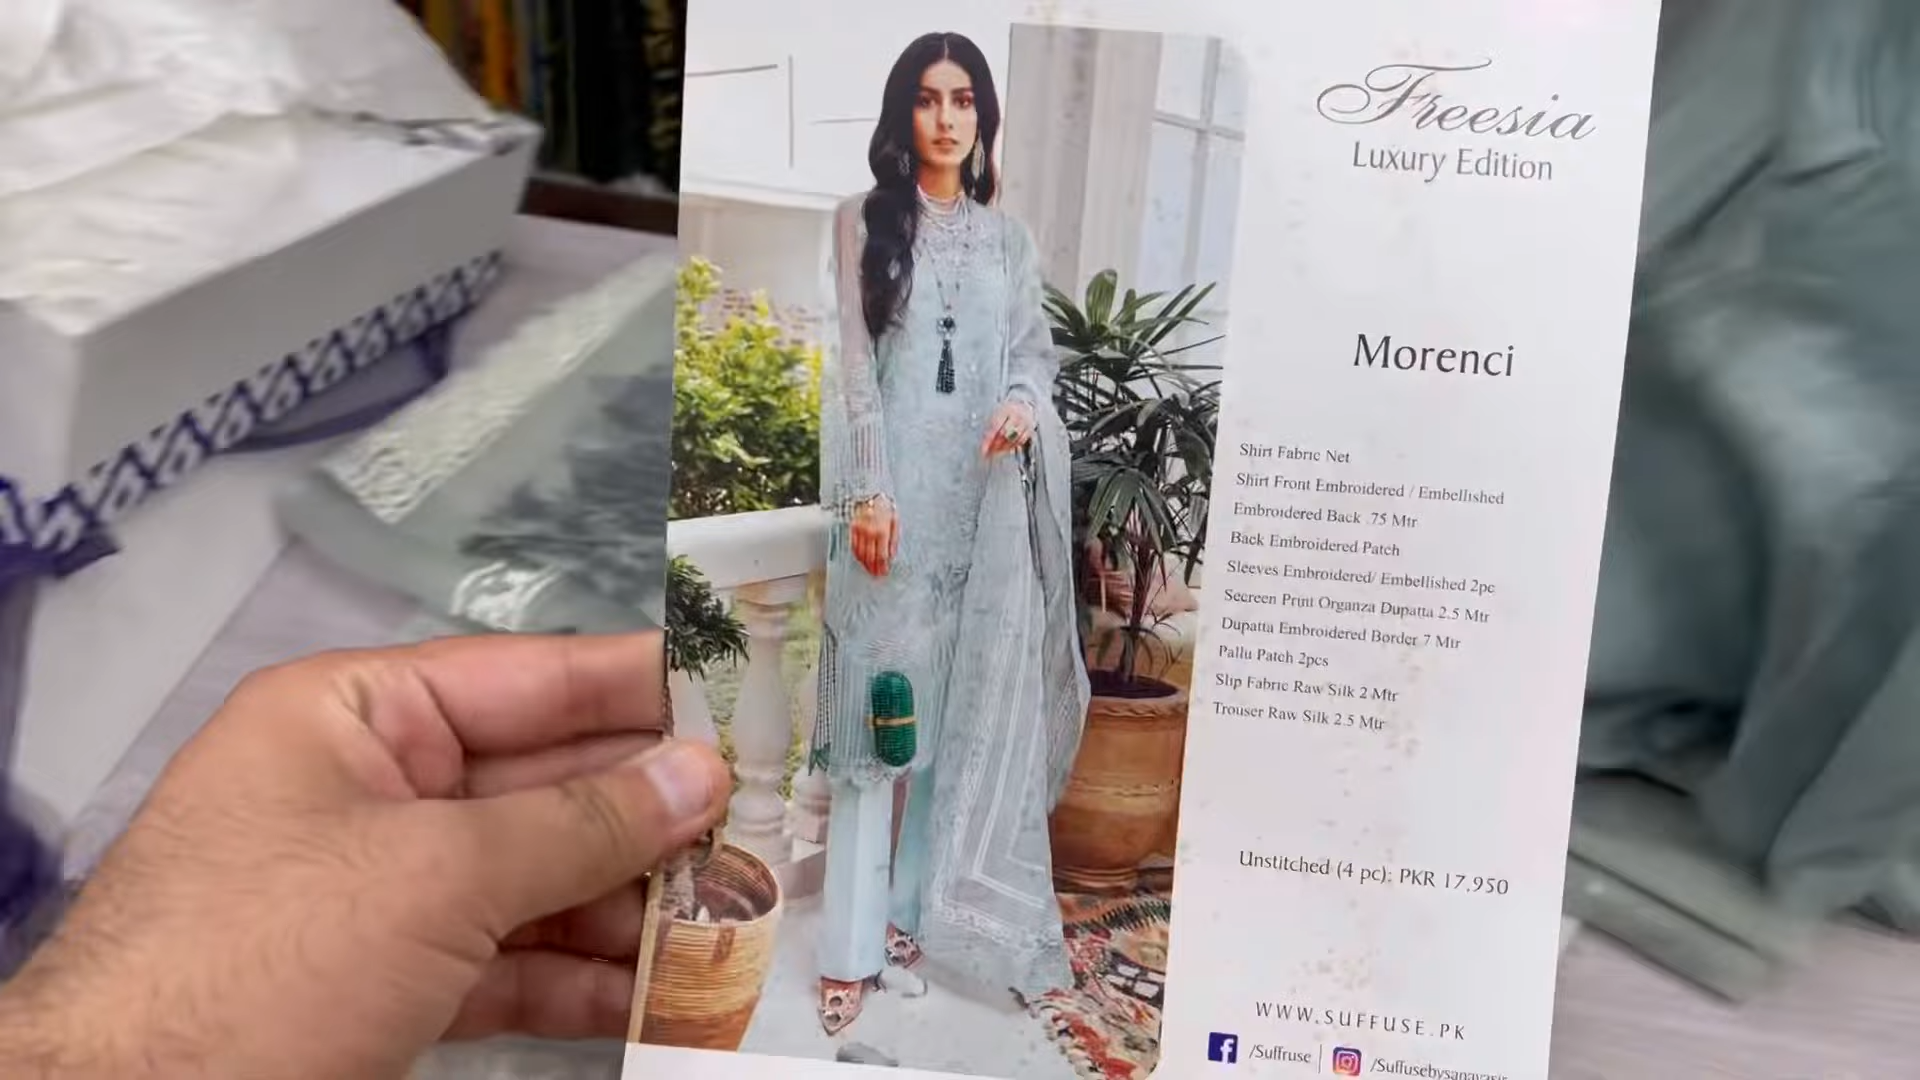 Freesia
Luxury Edition
Morenci
Shirt Fabric Net
Shirt Front Embroidered / Embellished
Embroidered Back .75 Mtr
Back Embroidered Patch
Sleeves Embroidered/ Embellished 2pc
Secreen Print Organza Dupatta 2.5 Mtr
Dupatta Embroidered Border 7 Mtr
Pallu Patch 2pcs
Slip Fabric Raw Silk 2 Mtr
Trouser Raw Silk 2.5 Mtr
Unstitched (4 pc): PKR 17,950
WWW.SUFFUSE.PK
/Suffruse